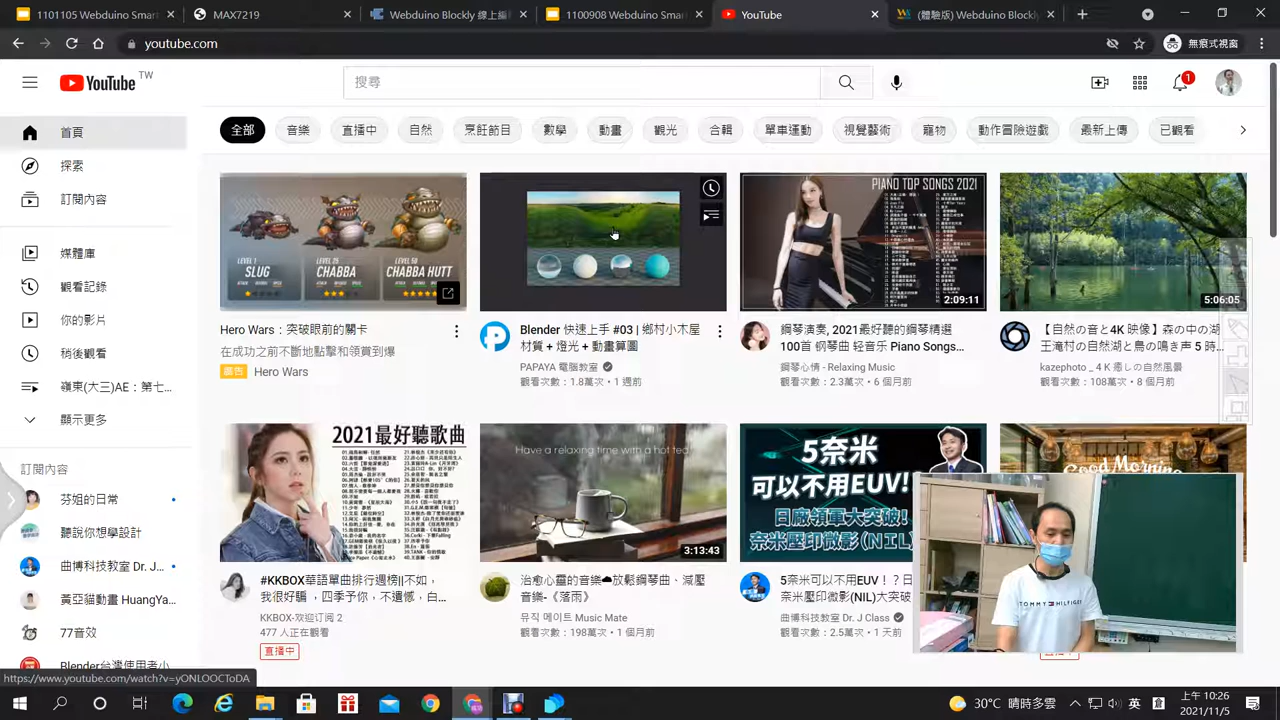 1101105 Webduino Smar
MAX7219
Webduino Blockly 線上編
1100908 Webduino Smar
YouTube
(體驗版) Webduino Blockl
youtube.com
無痕式視窗
YouTube
TW
搜尋
1
首頁
探索
訂閱內容
媒體庫
觀看記錄
你的影片
稍後觀看
嶺東(大三)AE：第七...
顯示更多
訂閱內容
芬姐的日常
聽說你想學設計
曲博科技教室 Dr. J...
黃亞貓動畫 HuangYa...
77音效
Blender台灣使用者小
全部
音樂
直播中
自然
烹飪節目
數學
動畫
觀光
合輯
單車運動
視覺藝術
寵物
動作冒險遊戲
最新上傳
已觀看
LEVEL 1
SLUG
LEVEL 25
CHABBA
LEVEL 50
CHABBA HUTT
PIANO TOP SONGS 2021
2:09:11
5:06:05
Hero Wars：突破眼前的關卡
在成功之前不斷地點擊和領賞到爆
廣告 Hero Wars
Blender 快速上手 #03 | 鄉村小木屋
材質 + 燈光 + 動畫算圖
PAPAYA 電腦教室
觀看次數：1.8萬次 • 1 週前
鋼琴演奏, 2021最好聽的鋼琴精選
100首 钢琴曲 轻音乐 Piano Songs...
鋼琴心情 - Relaxing Music
觀看次數：2.3萬次 • 6 個月前
【自然の音と4K 映像】森の中の湖
王滝村の自然湖と鳥の鳴き声 5 時...
kazephoto _ 4 K 癒しの自然風景
觀看次數：108萬次 • 8 個月前
2021最好聽歌曲
Have a relaxing time with a hot tea
3:13:43
5奈米
可以不用EUV!
日廠領軍大突破!
奈米壓印微影(NIL)
Good Morning
#KKBOX華語單曲排行週榜||不如,
我很好騙 ，四季予你，不遺憾，白...
KKBOX-欢迎订阅 2
477 人正在觀看
直播中
治愈心靈的音樂☁放鬆鋼琴曲、減壓
音樂-《落雨》
뮤직 메이트 Music Mate
觀看次數：198萬次 • 1 個月前
5奈米可以不用EUV！？日
奈米壓印微影(NIL)大突破
曲博科技教室 Dr. J Class
觀看次數：2.5萬次 • 1 天前
TOMMY HILFIGER
https://www.youtube.com/watch?v=yONLOOCToDA
30°C 晴時多雲
英
上午 10:26
2021/11/5